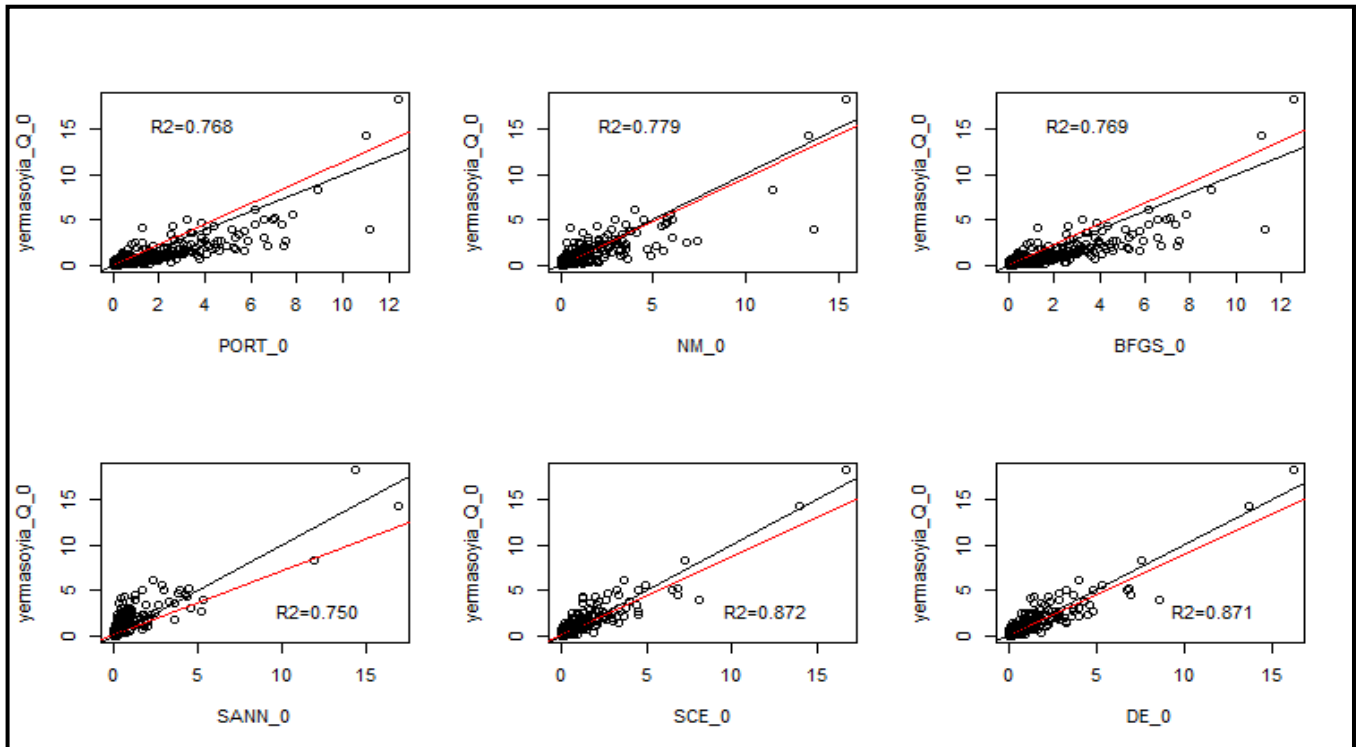 yermasoyia_Q_0
15
10
5
0
R2=0.768
0 2 4 6 8 10 12
PORT_0
yermasoyia_Q_0
15
10
5
0
R2=0.779
0 5 10 15
NM_0
yermasoyia_Q_0
15
10
5
0
R2=0.769
0 2 4 6 8 10 12
BFGS_0
yermasoyia_Q_0
15
10
5
0
R2=0.750
0 5 10 15
SANN_0
yermasoyia_Q_0
15
10
5
0
R2=0.872
0 5 10 15
SCE_0
yermasoyia_Q_0
15
10
5
0
R2=0.871
0 5 10 15
DE_0